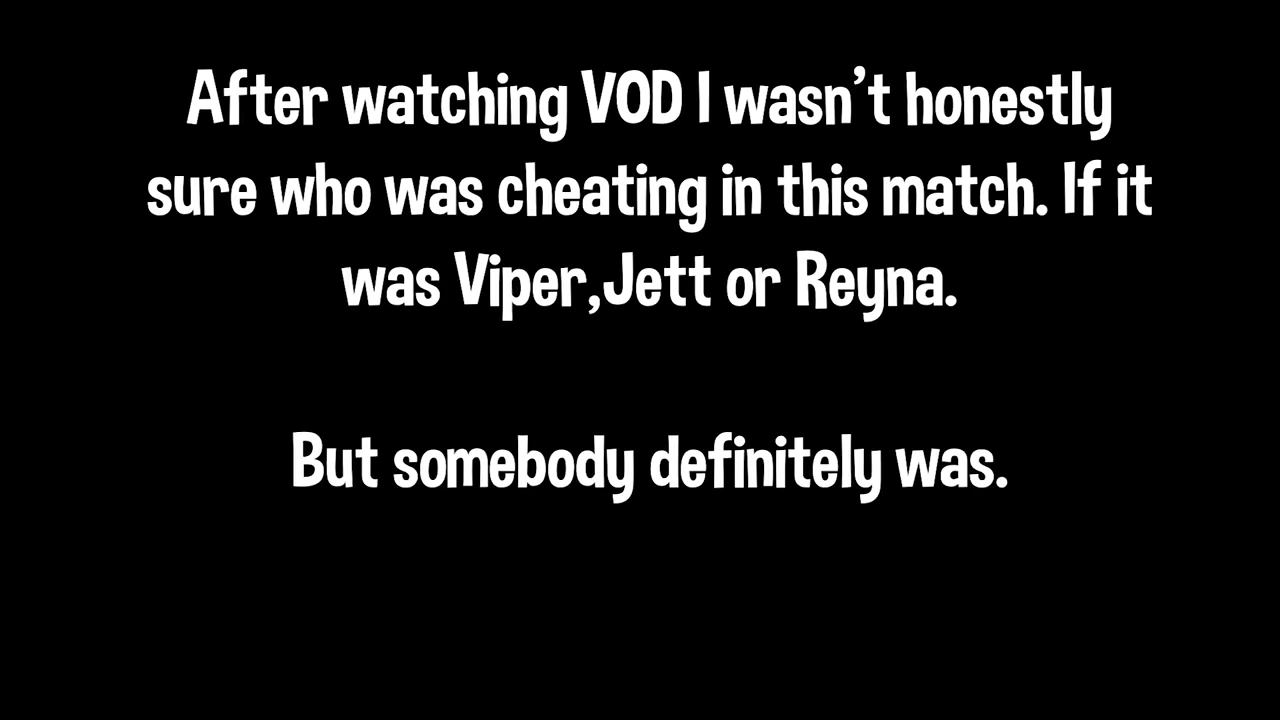 After watching VOD I wasn't honestly
sure who was cheating in this match. If it
was Viper,Jett or Reyna.
But somebody definitely was.